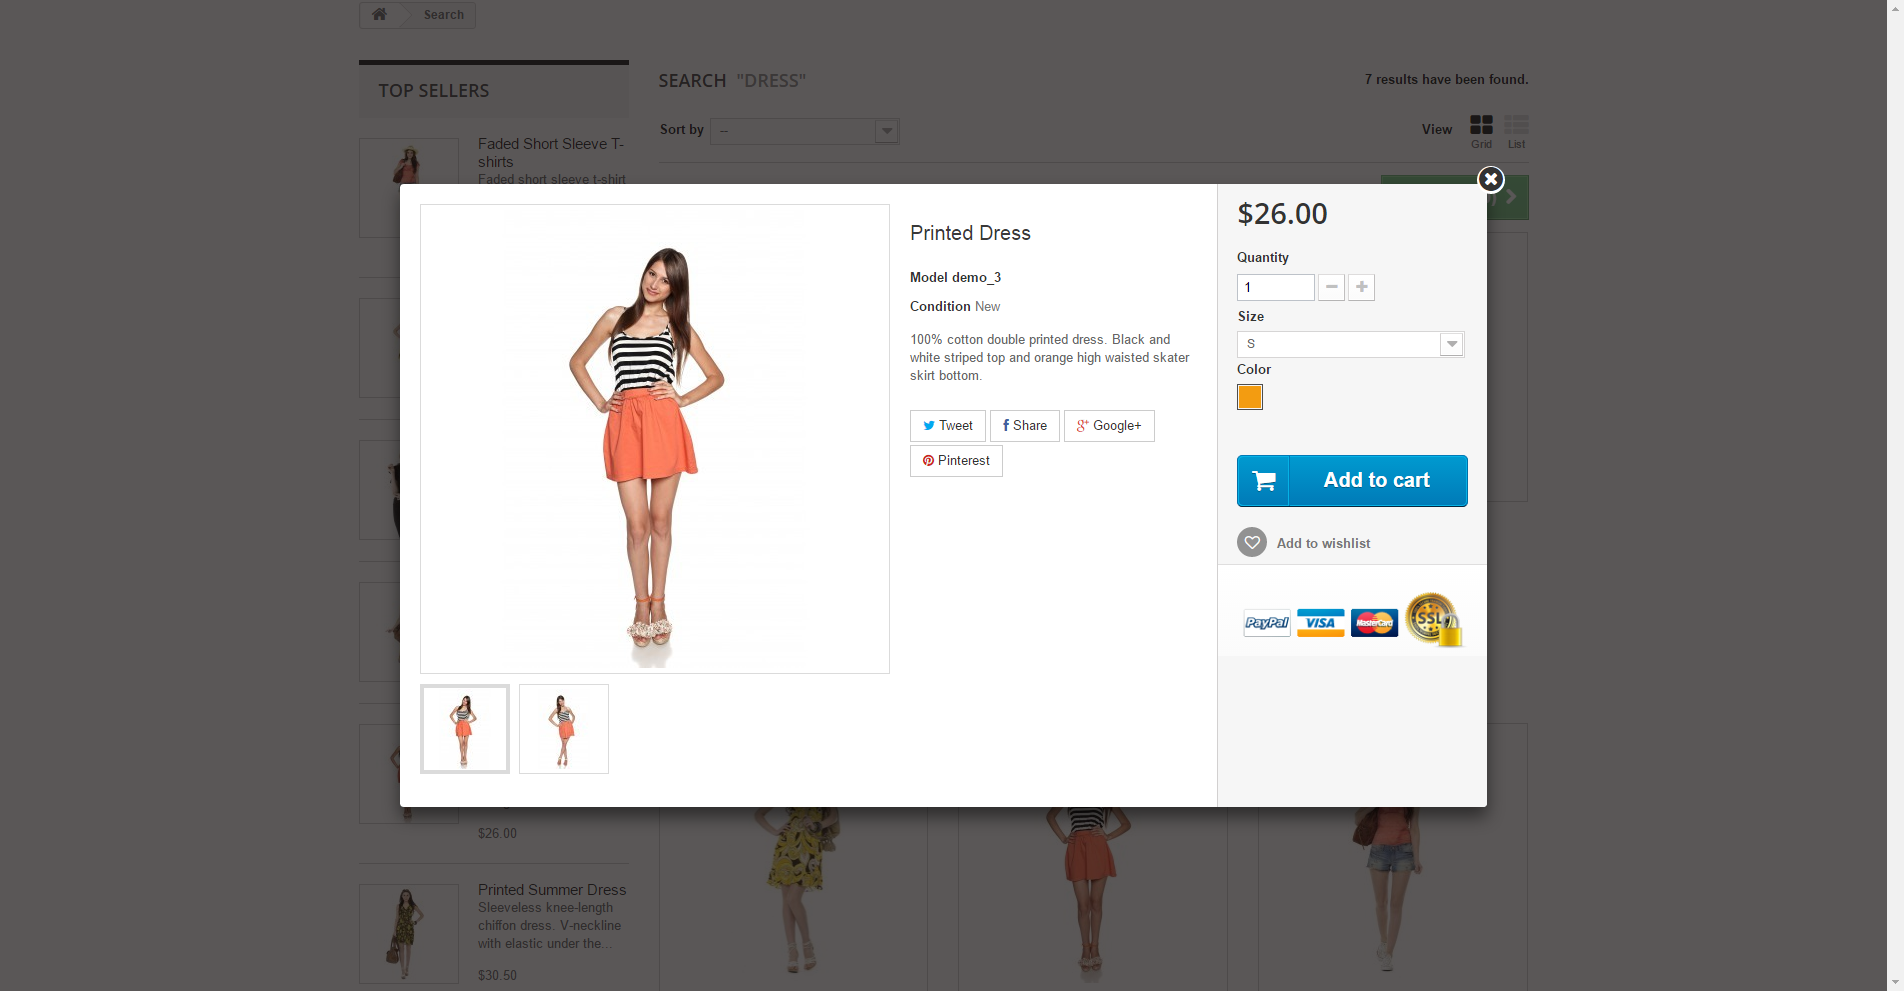 Search
TOP SELLERS
SEARCH "DRESS"
7 results have been found.
Sort by --
View
Grid
List
Faded Short Sleeve T-
shirts
Faded short sleeve t-shirt
Printed Dress
Model demo_3
Condition New
100% cotton double printed dress. Black and
white striped top and orange high waisted skater
skirt bottom.
Tweet
Share
Google+
Pinterest
$26.00
Quantity
1
Size
S
Color
Add to cart
Add to wishlist
PayPal
VISA
MasterCard
SSL
$26.00
Printed Summer Dress
Sleeveless knee-length
chiffon dress. V-neckline
with elastic under the...
$30.50